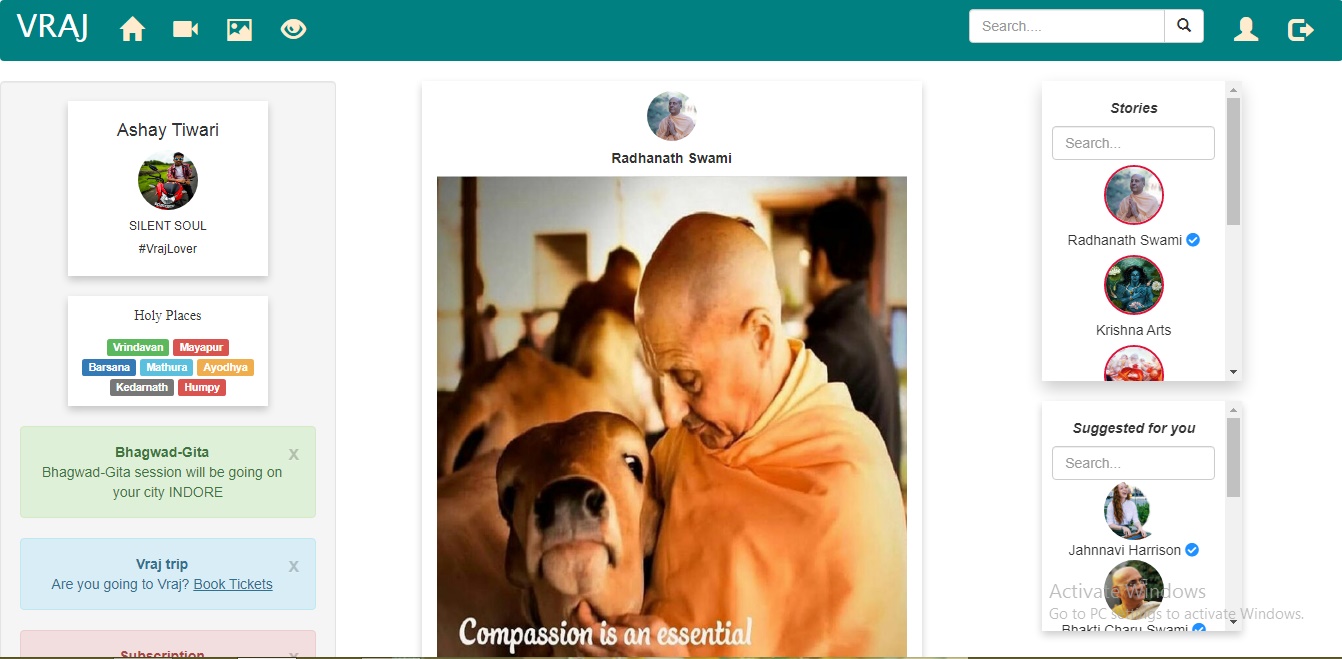 VRAJ
Search....
Ashay Tiwari
SILENT SOUL
#VrajLover
Holy Places
Vrindavan Mayapur
Barsana Mathura Ayodhya
Kedarnath Humpy
Bhagwad-Gita
x
Bhagwad-Gita session will be going on
your city INDORE
Vraj trip
x
Are you going to Vraj? Book Tickets
Subscription
x
Radhanath Swami
Compassion is an essential
Stories
Search...
Radhanath Swami
Krishna Arts
Suggested for you
Search...
Jahnnavi Harrison
Bhakti Charu Swami
Activate Windows
Go to PC settings to activate Windows.